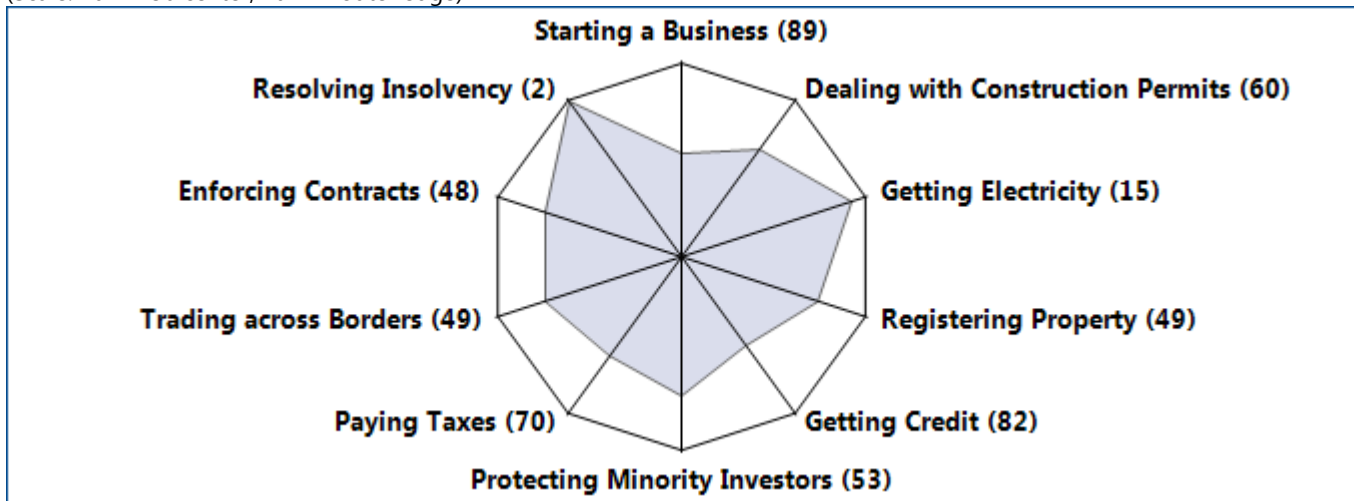 Starting a Business (89)
Resolving Insolvency (2)
Dealing with Construction Permits (60)
Enforcing Contracts (48)
Getting Electricity (15)
Trading across Borders (49)
Registering Property (49)
Paying Taxes (70)
Getting Credit (82)
Protecting Minority Investors (53)